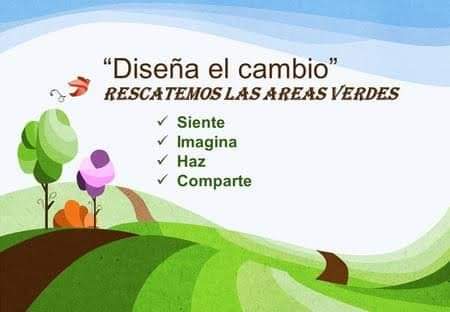 “Diseña el cambio”
RESCATEMOS LAS AREAS VERDES
✓ Siente
✓ Imagina
✓ Haz
✓ Comparte